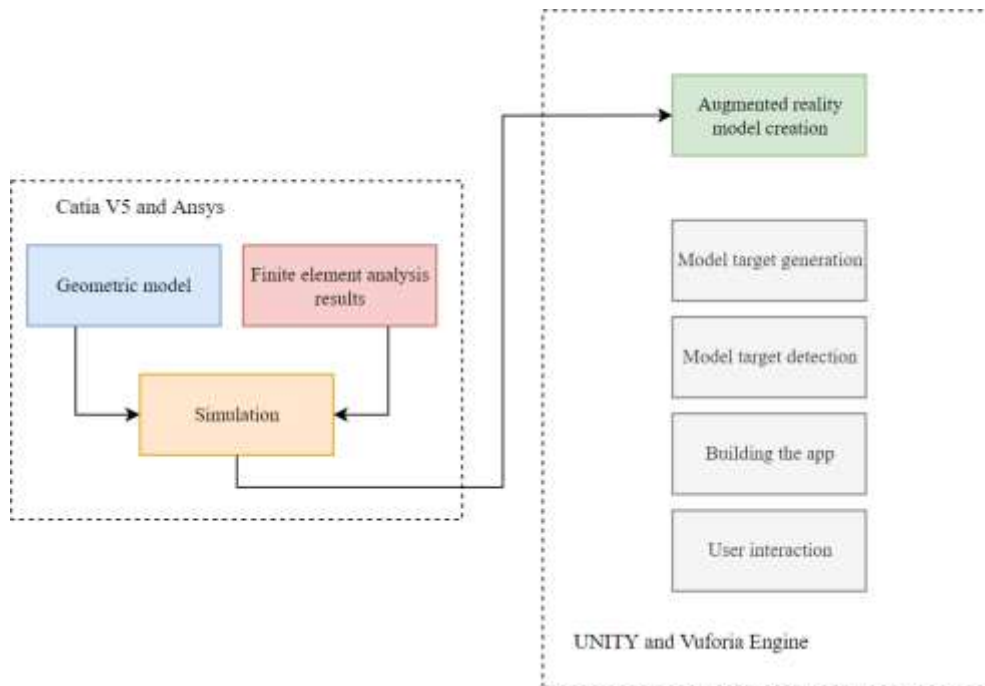 Catia V5 and Ansys
Geometric model
Finite element analysis
results
Simulation
Augmented reality
model creation
Model target generation
Model target detection
Building the app
User interaction
UNITY and Vuforia Engine